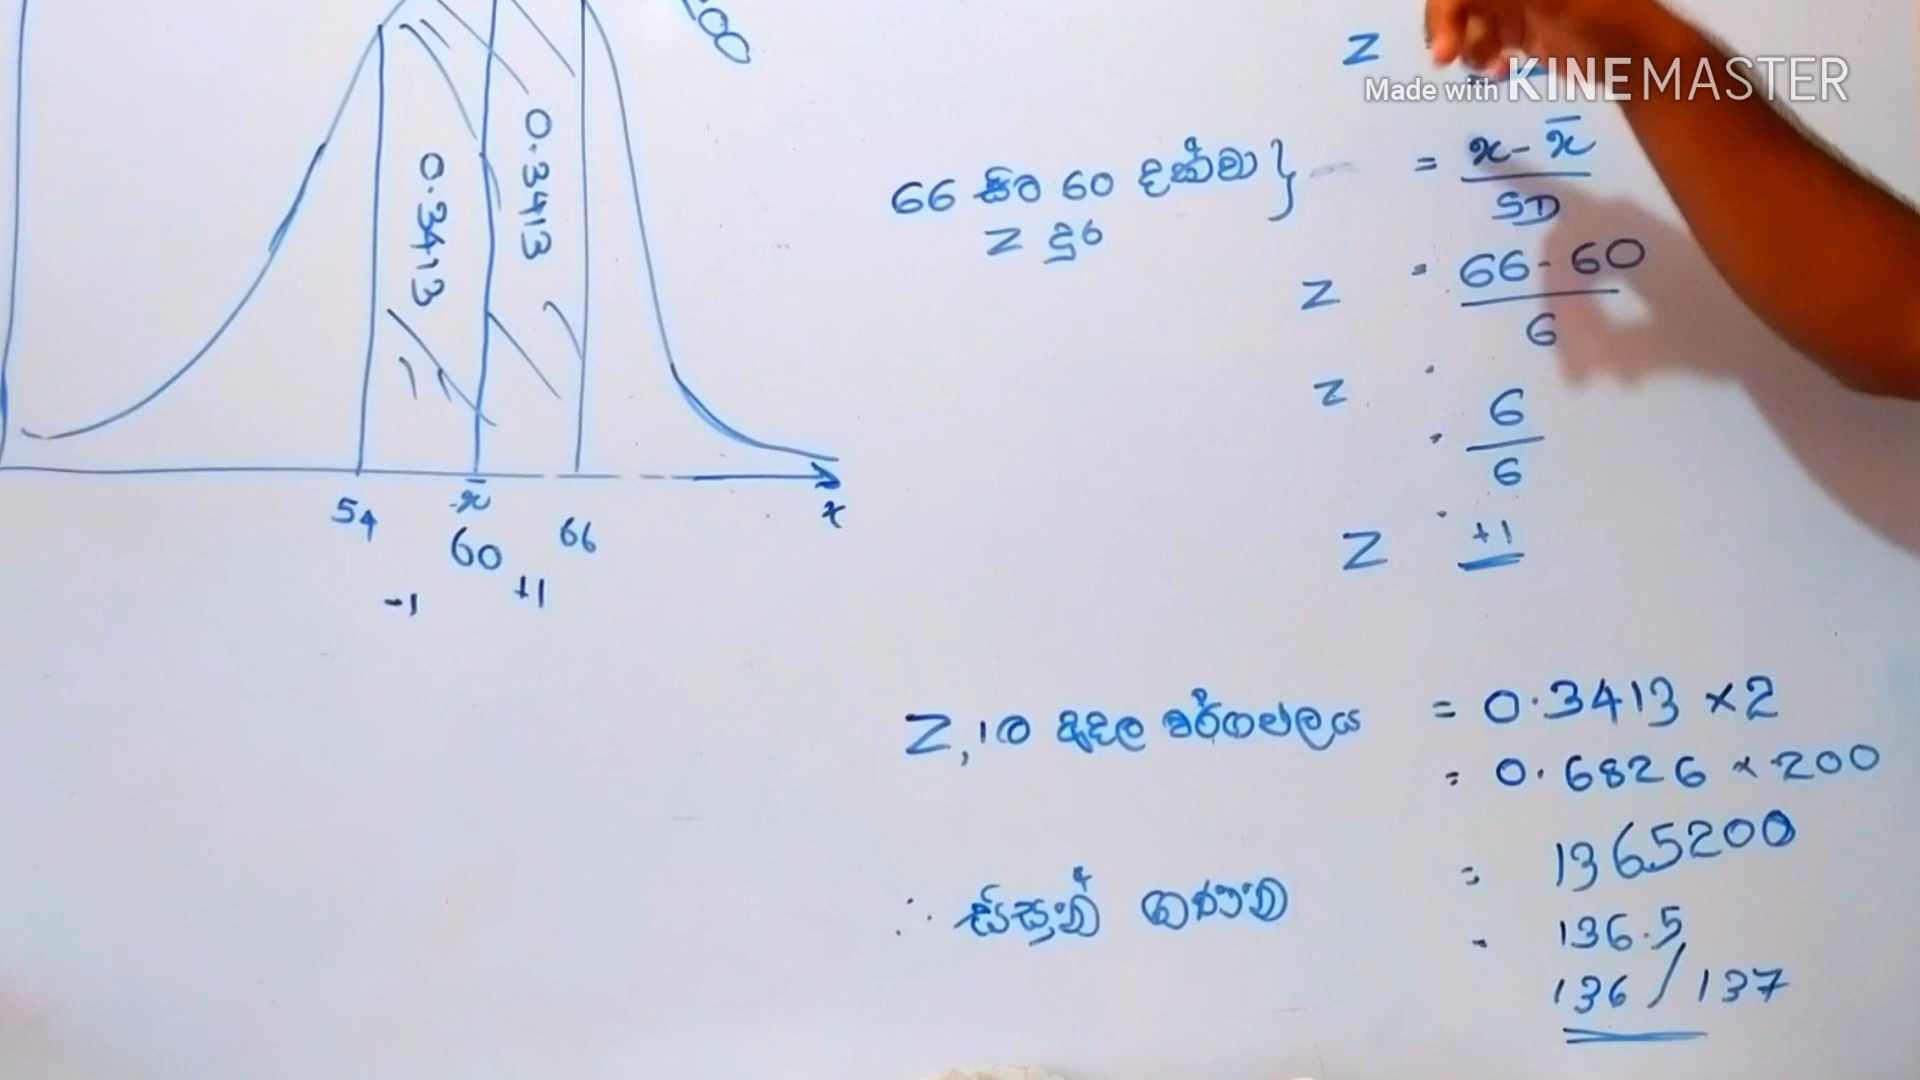 200
0.3413
0.3413
54
x̄
60
66
x
-1
+1
Z
Made with KINEMASTER
66 සිට 60 දක්වා}
Z දුර
= x - x̄
SD
Z = 66 - 60
6
Z = 6
6
Z = +1
Z, 1ට අදාල වර්ගඵලය = 0.3413 × 2
= 0.6826 × 200
= 1365200
∴ සිසුන් ගණන = 136.5
136 / 137